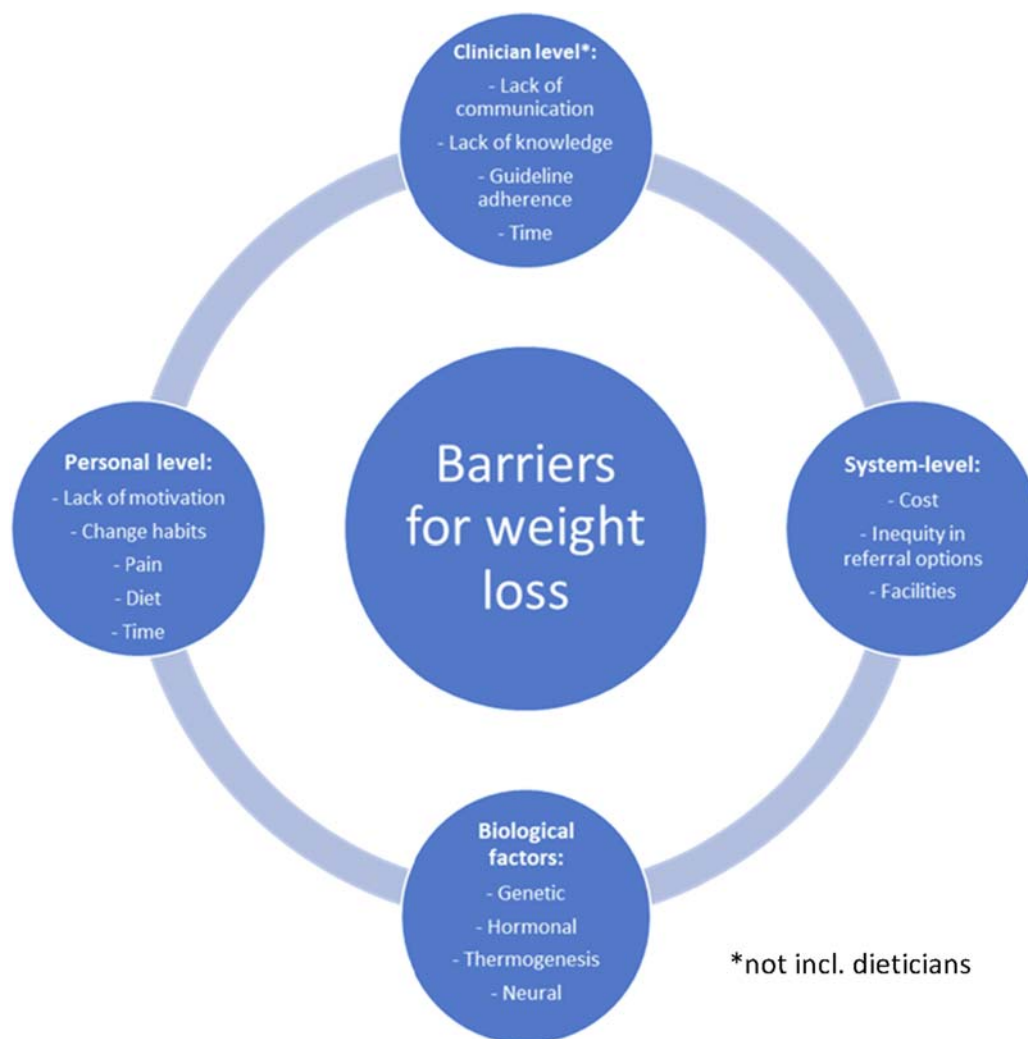 Clinician level*:
- Lack of
communication
- Lack of knowledge
- Guideline
adherence
- Time
Personal level:
- Lack of motivation
- Change habits
- Pain
- Diet
- Time
Barriers
for weight
loss
System-level:
- Cost
- Inequity in
referral options
- Facilities
Biological
factors:
- Genetic
- Hormonal
- Thermogenesis
- Neural
*not incl. dieticians